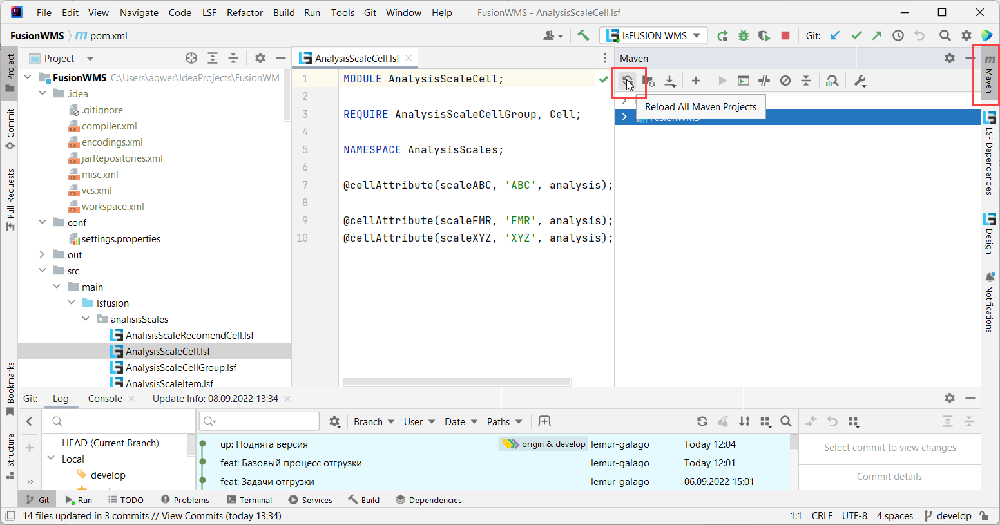 File Edit View Navigate Code LSF Refactor Build Run Tools Git Window Help FusionWMS - AnalysisScaleCell.lsf
FusionWMS pom.xml
lsFUSION WMS
Git:
Project
AnalysisScaleCell.lsf
Maven
FusionWMS C:\Users\aqwer\IdeaProjects\FusionWM
.idea
.gitignore
compiler.xml
encodings.xml
jarRepositories.xml
misc.xml
vcs.xml
workspace.xml
conf
settings.properties
out
src
main
lsfusion
analisisScales
AnalisisScaleRecomendCell.lsf
AnalysisScaleCell.lsf
AnalysisScaleCellGroup.lsf
AnalysisScaleItem.lsf
1 MODULE AnalysisScaleCell;
2
3 REQUIRE AnalysisScaleCellGroup, Cell;
4
5 NAMESPACE AnalysisScales;
6
7 @cellAttribute(scaleABC, 'ABC', analysis);
8
9 @cellAttribute(scaleFMR, 'FMR', analysis);
10 @cellAttribute(scaleXYZ, 'XYZ', analysis);
Reload All Maven Projects
FusionWMS
Project
Commit
Pull Requests
Bookmarks
Structure
Maven
LSF Dependencies
Design
Notifications
Git: Log Console Update Info: 08.09.2022 13:34
Branch User Date Paths
HEAD (Current Branch)
Local
develop
up: Поднята версия origin & develop lemur-galago Today 12:04
feat: Базовый процесс отгрузки lemur-galago Today 12:01
feat: Задачи отгрузки lemur-galago 06.09.2022 15:01
Select commit to view changes
Commit details
Git Run TODO Problems Terminal Services Build Dependencies
14 files updated in 3 commits // View Commits (today 13:34)
1:1 CRLF UTF-8 4 spaces develop